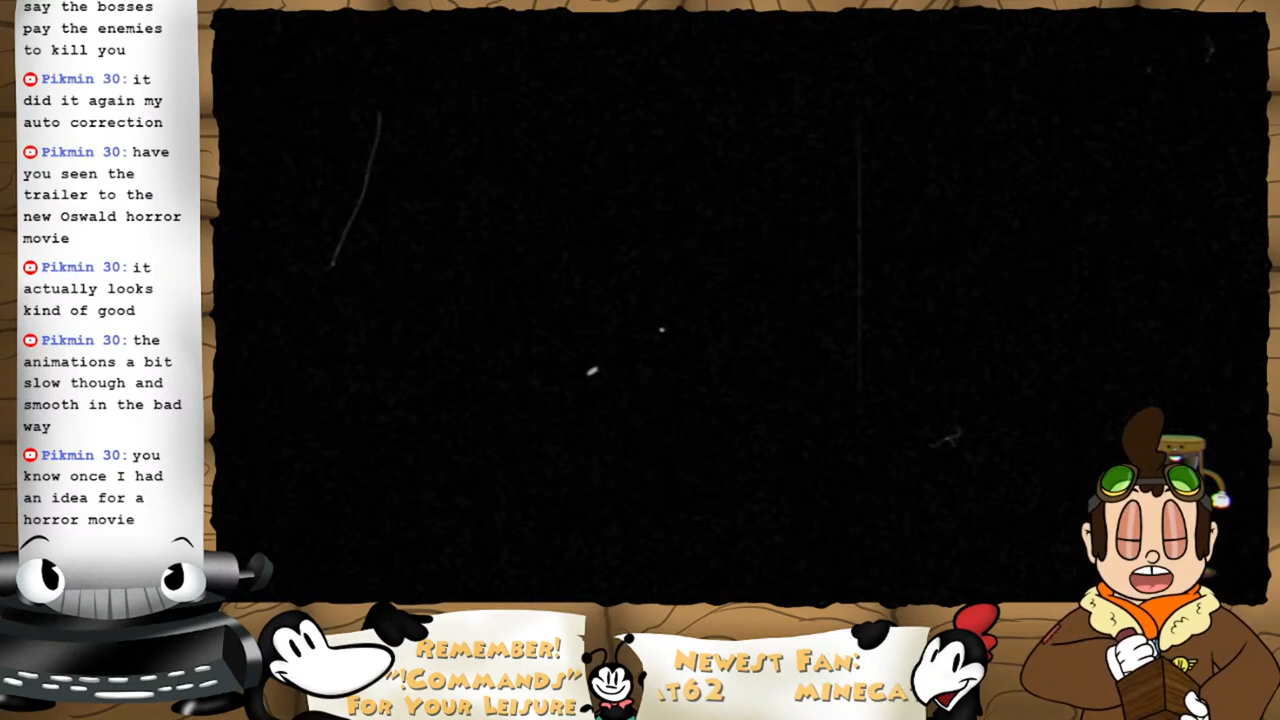 say the bosses
pay the enemies
to kill you
Pikmin 30: it
did it again my
auto correction
Pikmin 30: have
you seen the
trailer to the
new Oswald horror
movie
Pikmin 30: it
actually looks
kind of good
Pikmin 30: the
animations a bit
slow though and
smooth in the bad
way
Pikmin 30: you
know once I had
an idea for a
horror movie
Remember!
"!Commands"
For Your Leisure
Newest Fan:
T62 MINECA